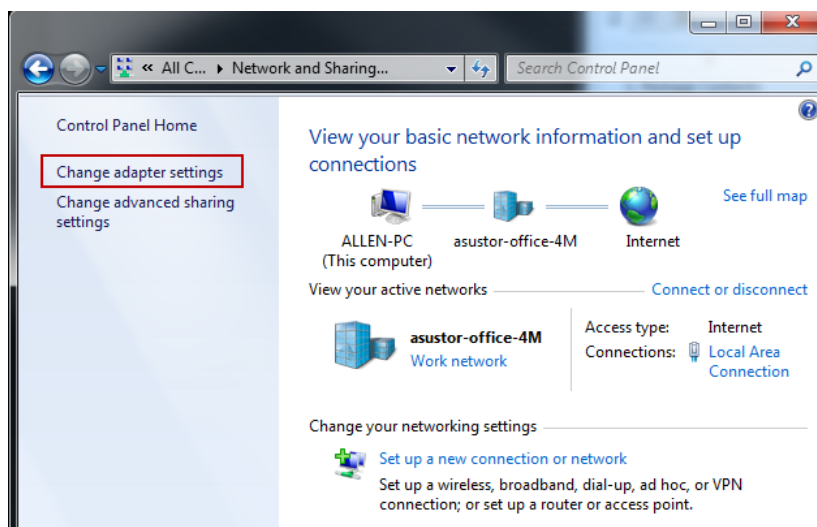 « All C... ▸ Network and Sharing...
Search Control Panel
Control Panel Home
Change adapter settings
Change advanced sharing
settings
View your basic network information and set up
connections
See full map
ALLEN-PC
(This computer)
asustor-office-4M
Internet
View your active networks
Connect or disconnect
asustor-office-4M
Work network
Access type: Internet
Connections: Local Area
Connection
Change your networking settings
Set up a new connection or network
Set up a wireless, broadband, dial-up, ad hoc, or VPN
connection; or set up a router or access point.